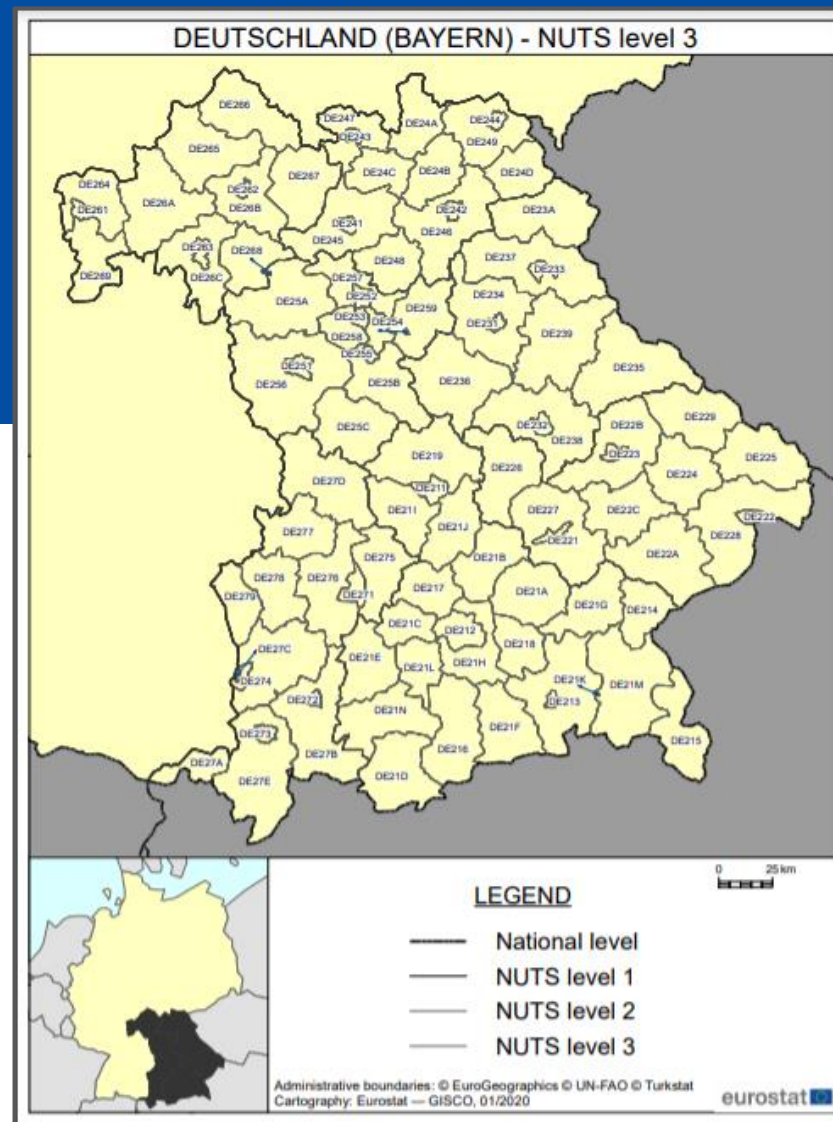 DEUTSCHLAND (BAYERN) - NUTS level 3
DE266
DE247
DE24A
DE244
DE243
DE249
DE265
DE267
DE24C
DE24B
DE24D
DE264
DE262
DE261
DE26A
DE26B
DE242
DE23A
DE241
DE246
DE245
DE263
DE268
DE248
DE237
DE233
DE269
DE26C
DE257
DE25A
DE252
DE234
DE259
DE253
DE254
DE231
DE239
DE258
DE255
DE251
DE235
DE256
DE25B
DE236
DE229
DE25C
DE232
DE22B
DE238
DE219
DE223
DE225
DE226
DE224
DE27D
DE211
DE21I
DE227
DE22C
DE222
DE277
DE21J
DE228
DE221
DE275
DE21B
DE22A
DE278
DE276
DE217
DE279
DE271
DE21A
DE21G
DE214
DE21C
DE212
DE218
DE27C
DE21E
DE21L
DE21H
DE274
DE21K
DE21M
DE272
DE213
DE21N
DE273
DE21F
DE215
DE27A
DE27B
DE216
DE27E
DE21D
0 25 km
LEGEND
National level
NUTS level 1
NUTS level 2
NUTS level 3
Administrative boundaries: © EuroGeographics © UN-FAO © Turkstat
Cartography: Eurostat — GISCO, 01/2020
eurostat